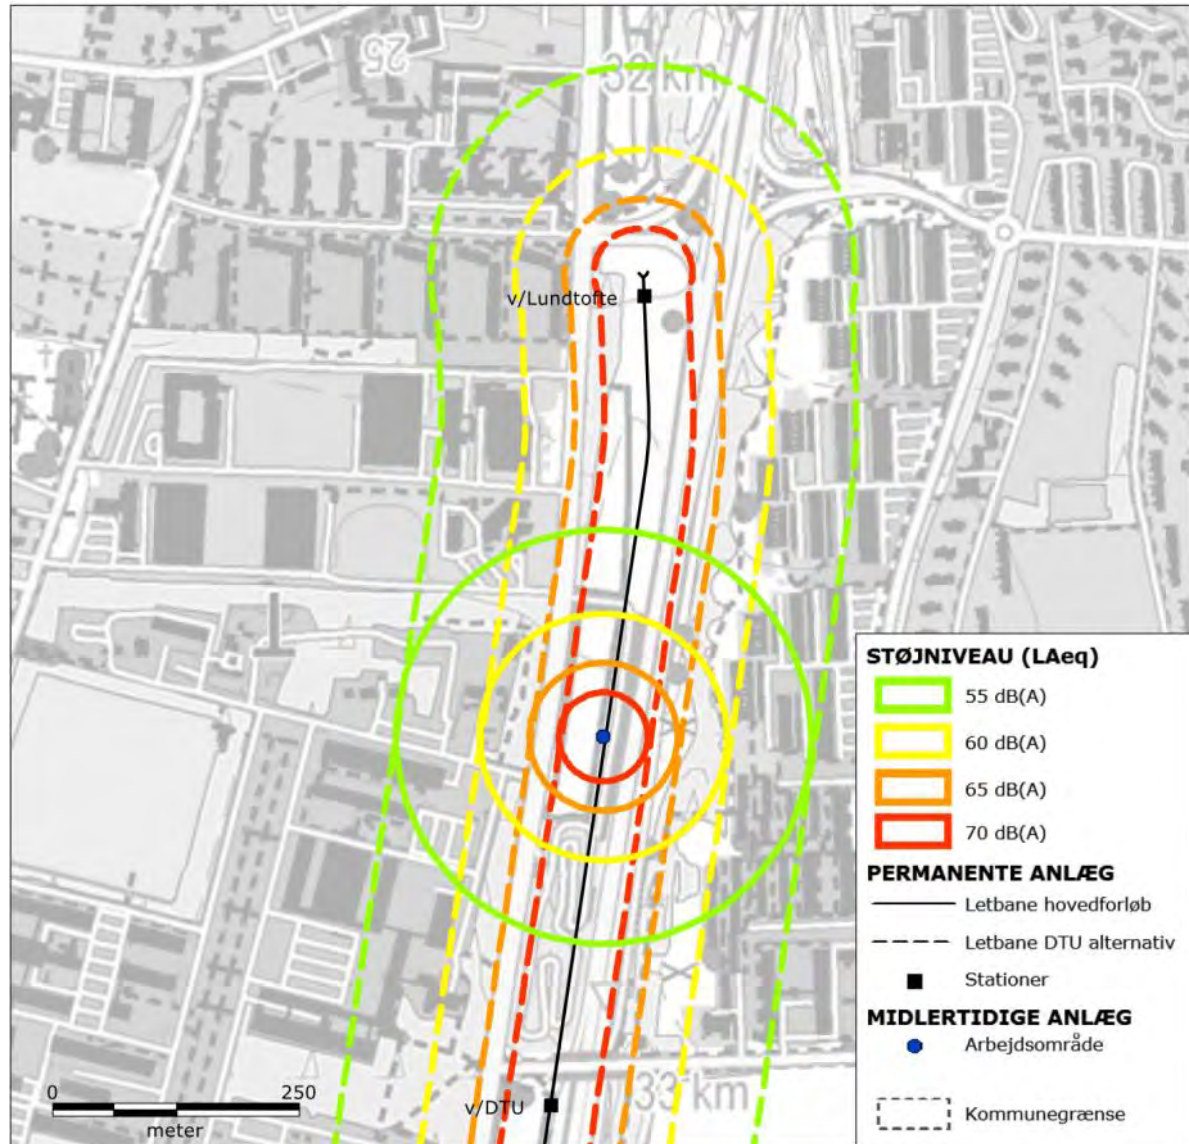 25
32 km
v/Lundtofte
STØJNIVEAU (LAeq)
55 dB(A)
60 dB(A)
65 dB(A)
70 dB(A)
PERMANENTE ANLÆG
Letbane hovedforløb
Letbane DTU alternativ
Stationer
MIDLERTIDIGE ANLÆG
Arbejdsområde
Kommunegrænse
0 250
meter
v/DTU
33 km